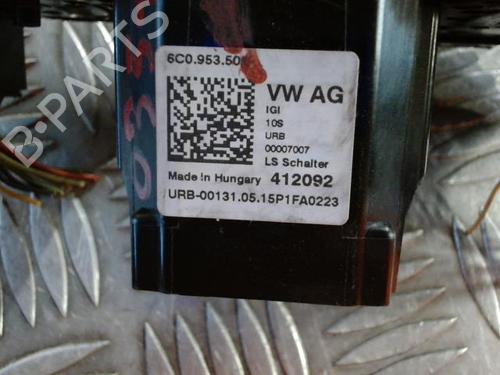 6C0.953.50
VW AG
IGI
10S
URB
00007007
LS Schalter
Made in Hungary 412092
URB-00131.05.15P1FA0223
B-PARTS